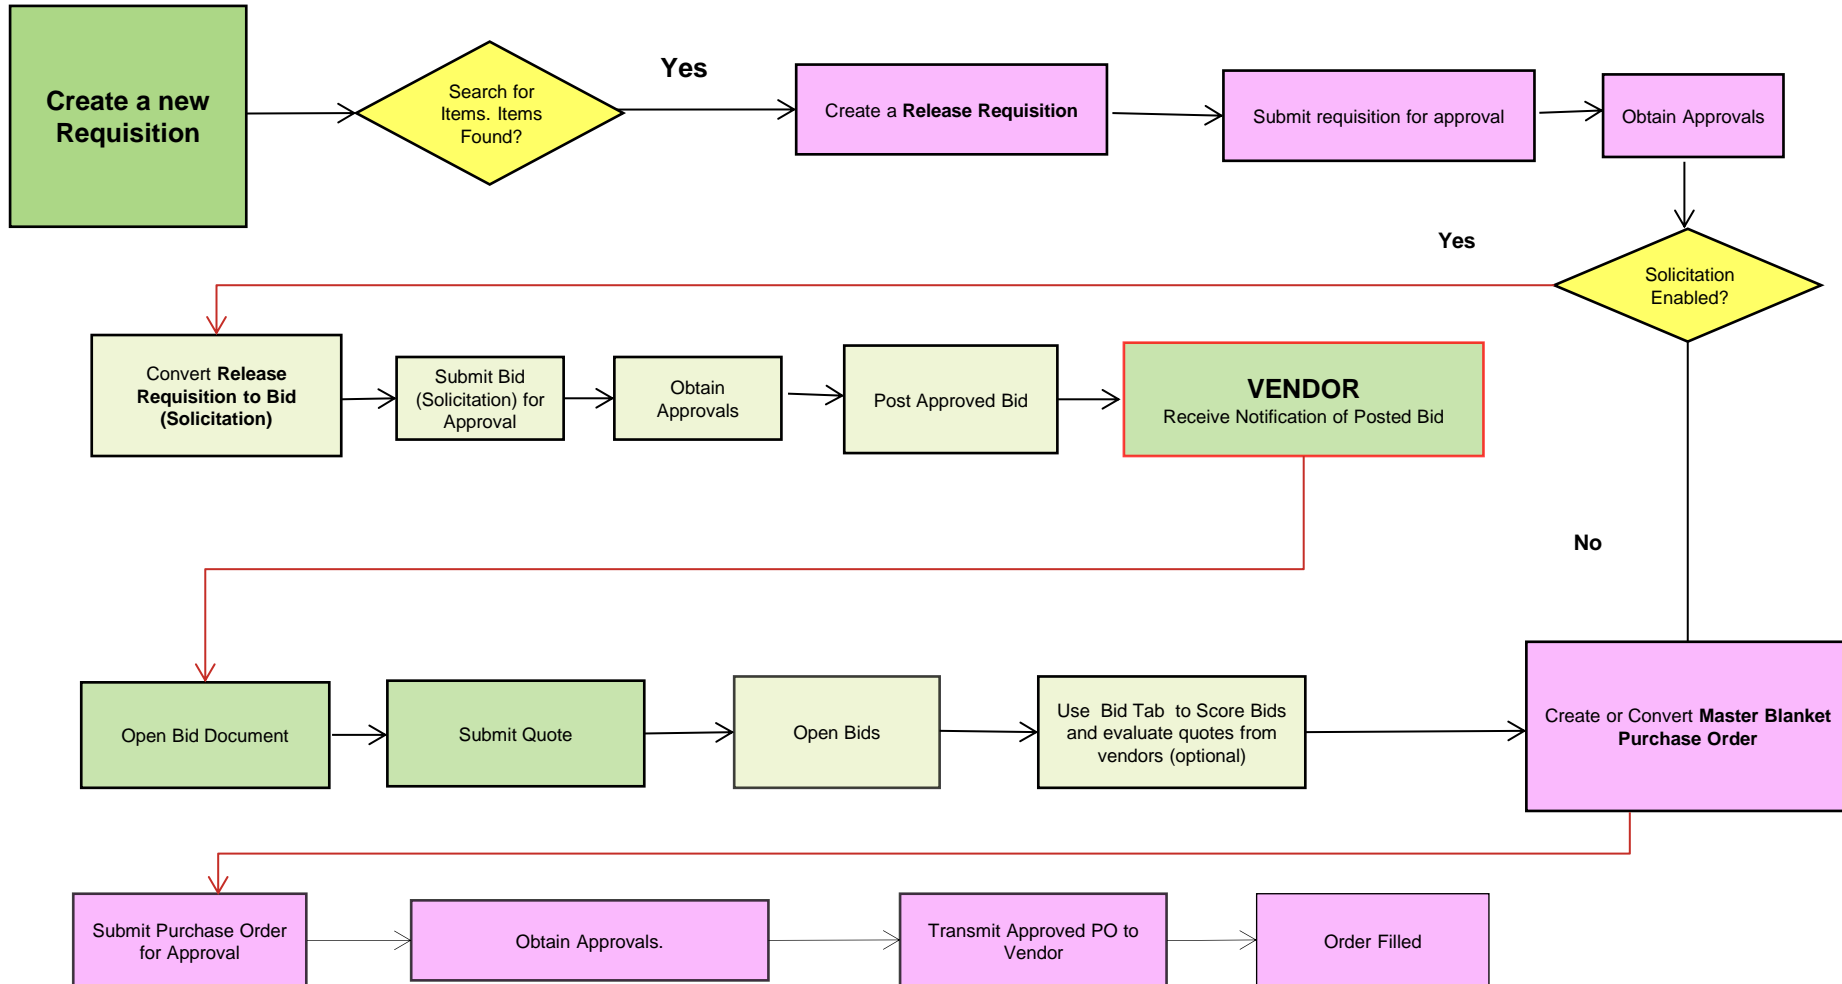 Create a new
Requisition
Search for
Items. Items
Found?
Yes
Create a Release Requisition
Submit requisition for approval
Obtain Approvals
Yes
Solicitation
Enabled?
Convert Release
Requisition to Bid
(Solicitation)
Submit Bid
(Solicitation) for
Approval
Obtain
Approvals
Post Approved Bid
VENDOR
Receive Notification of Posted Bid
No
Open Bid Document
Submit Quote
Open Bids
Use Bid Tab to Score Bids
and evaluate quotes from
vendors (optional)
Create or Convert Master Blanket
Purchase Order
Submit Purchase Order
for Approval
Obtain Approvals.
Transmit Approved PO to
Vendor
Order Filled